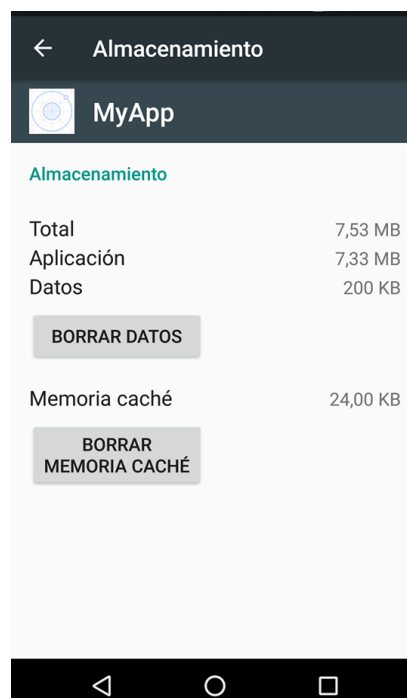 Almacenamiento
MyApp
Almacenamiento
Total 7,53 MB
Aplicación 7,33 MB
Datos 200 KB
BORRAR DATOS
Memoria caché 24,00 KB
BORRAR
MEMORIA CACHÉ